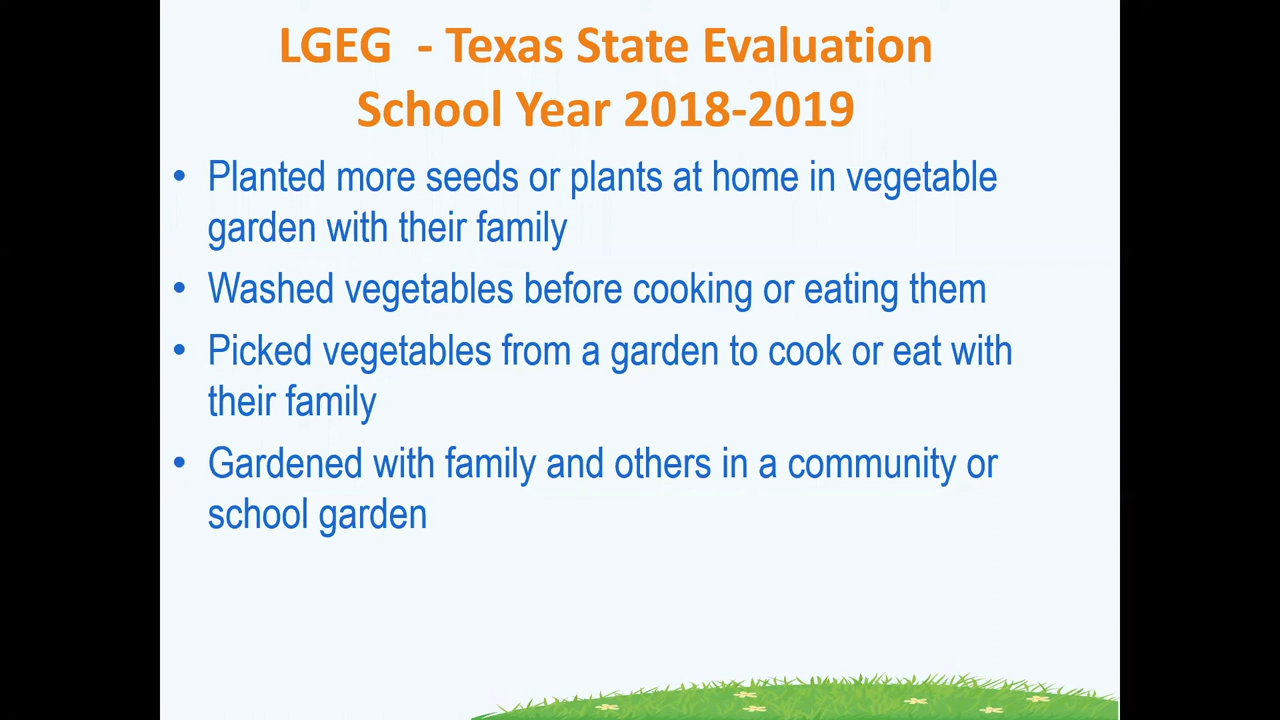 LGEG - Texas State Evaluation
School Year 2018-2019
• Planted more seeds or plants at home in vegetable
garden with their family
• Washed vegetables before cooking or eating them
• Picked vegetables from a garden to cook or eat with
their family
• Gardened with family and others in a community or
school garden